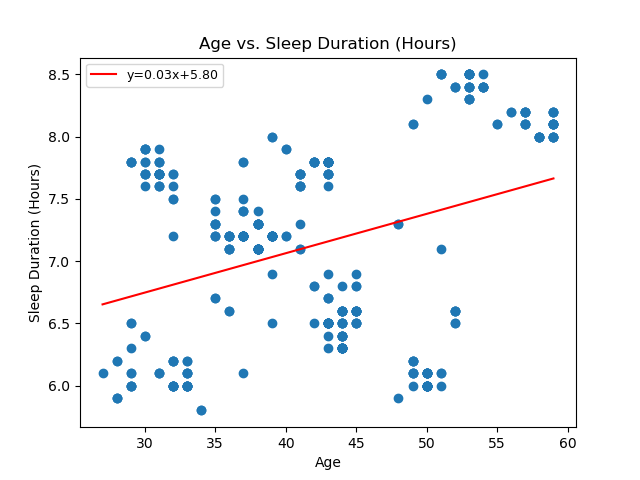 Age vs. Sleep Duration (Hours)
y=0.03x+5.80
8.5
8.0
7.5
7.0
6.5
6.0
Sleep Duration (Hours)
30 35 40 45 50 55 60
Age